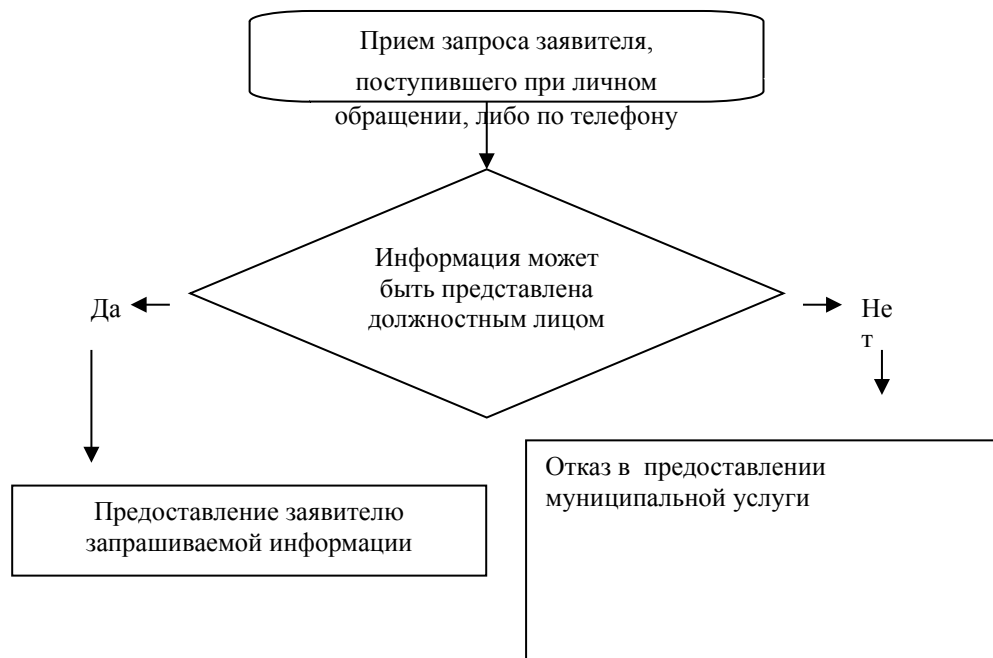 Прием запроса заявителя,
поступившего при личном
обращении, либо по телефону
Информация может
быть представлена
должностным лицом
Да
Не
т
Отказ в предоставлении
муниципальной услуги
Предоставление заявителю
запрашиваемой информации